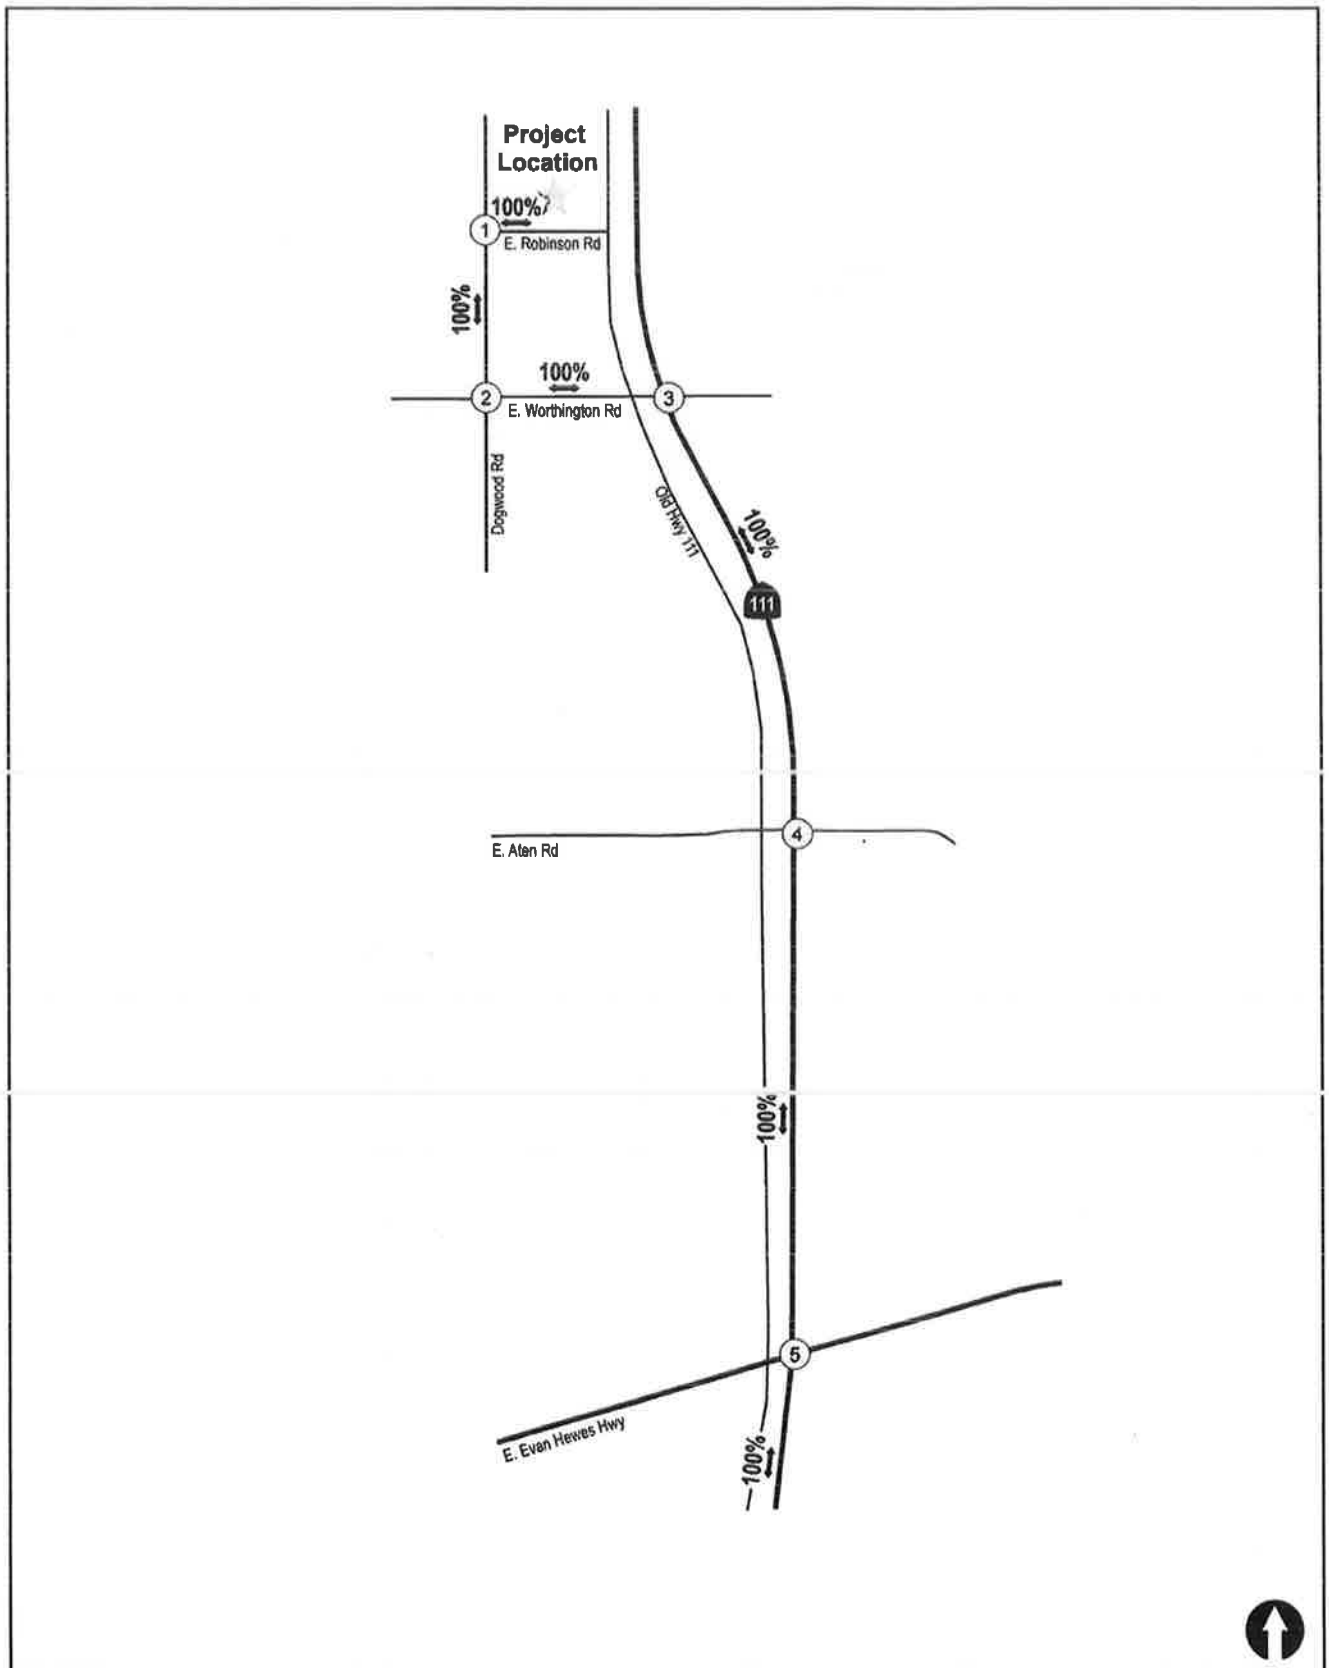 Project
Location
100%
1
E. Robinson Rd
100%
100%
2
3
E. Worthington Rd
Dogwood Rd
Old Hwy 111
100%
111
4
E. Aten Rd
100%
5
E. Evan Hewes Hwy
100%